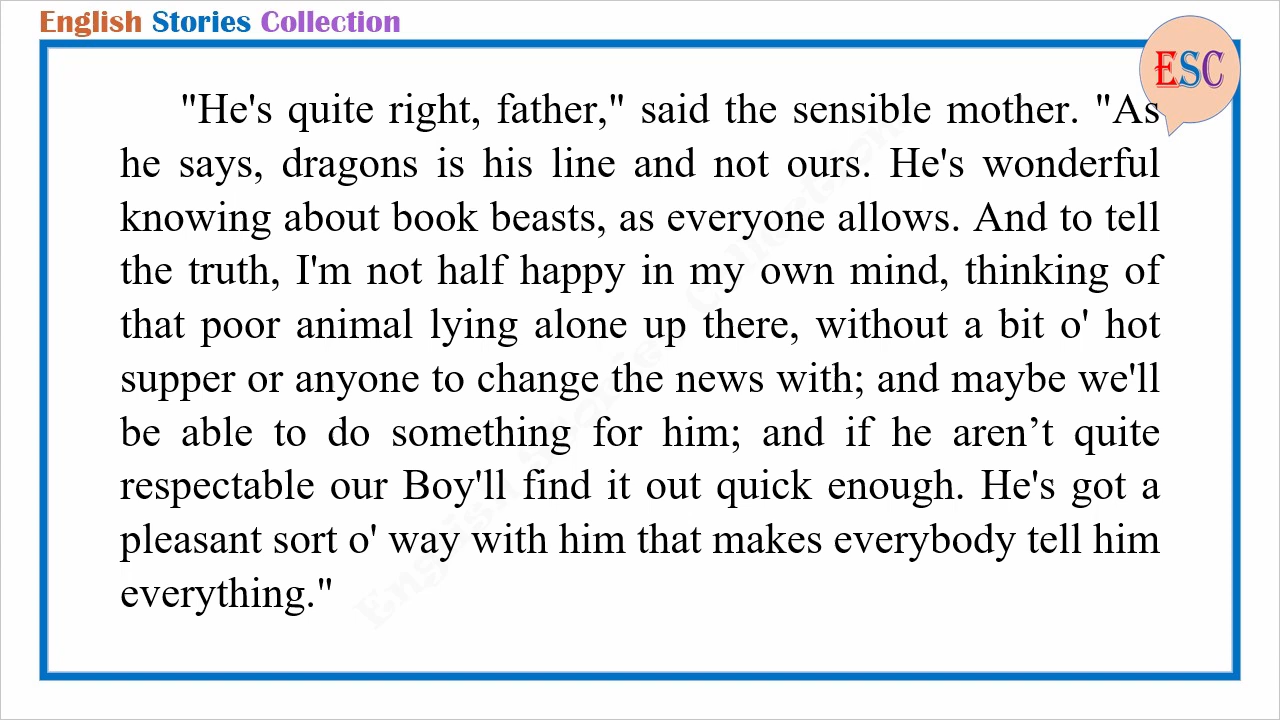 English Stories Collection
ESC
"He's quite right, father," said the sensible mother. "As
he says, dragons is his line and not ours. He's wonderful
knowing about book beasts, as everyone allows. And to tell
the truth, I'm not half happy in my own mind, thinking of
that poor animal lying alone up there, without a bit o' hot
supper or anyone to change the news with; and maybe we'll
be able to do something for him; and if he aren’t quite
respectable our Boy'll find it out quick enough. He's got a
pleasant sort o' way with him that makes everybody tell him
everything."
English Stories Collection